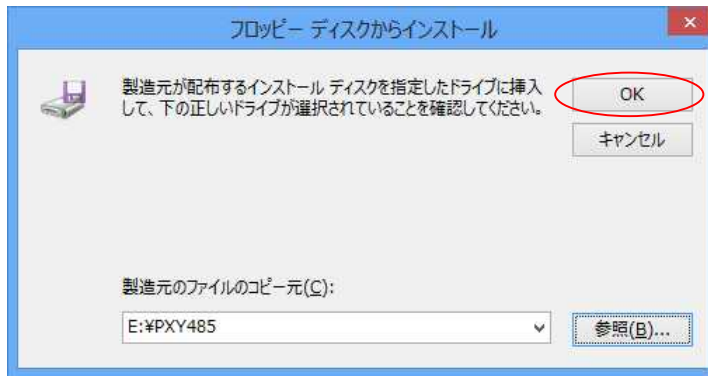 フロッピー ディスクからインストール
製造元が配布するインストール ディスクを指定したドライブに挿入
して、下の正しいドライブが選択されていることを確認してください。
OK
キャンセル
製造元のファイルのコピー元(C):
E:¥PXY485
参照(B)...